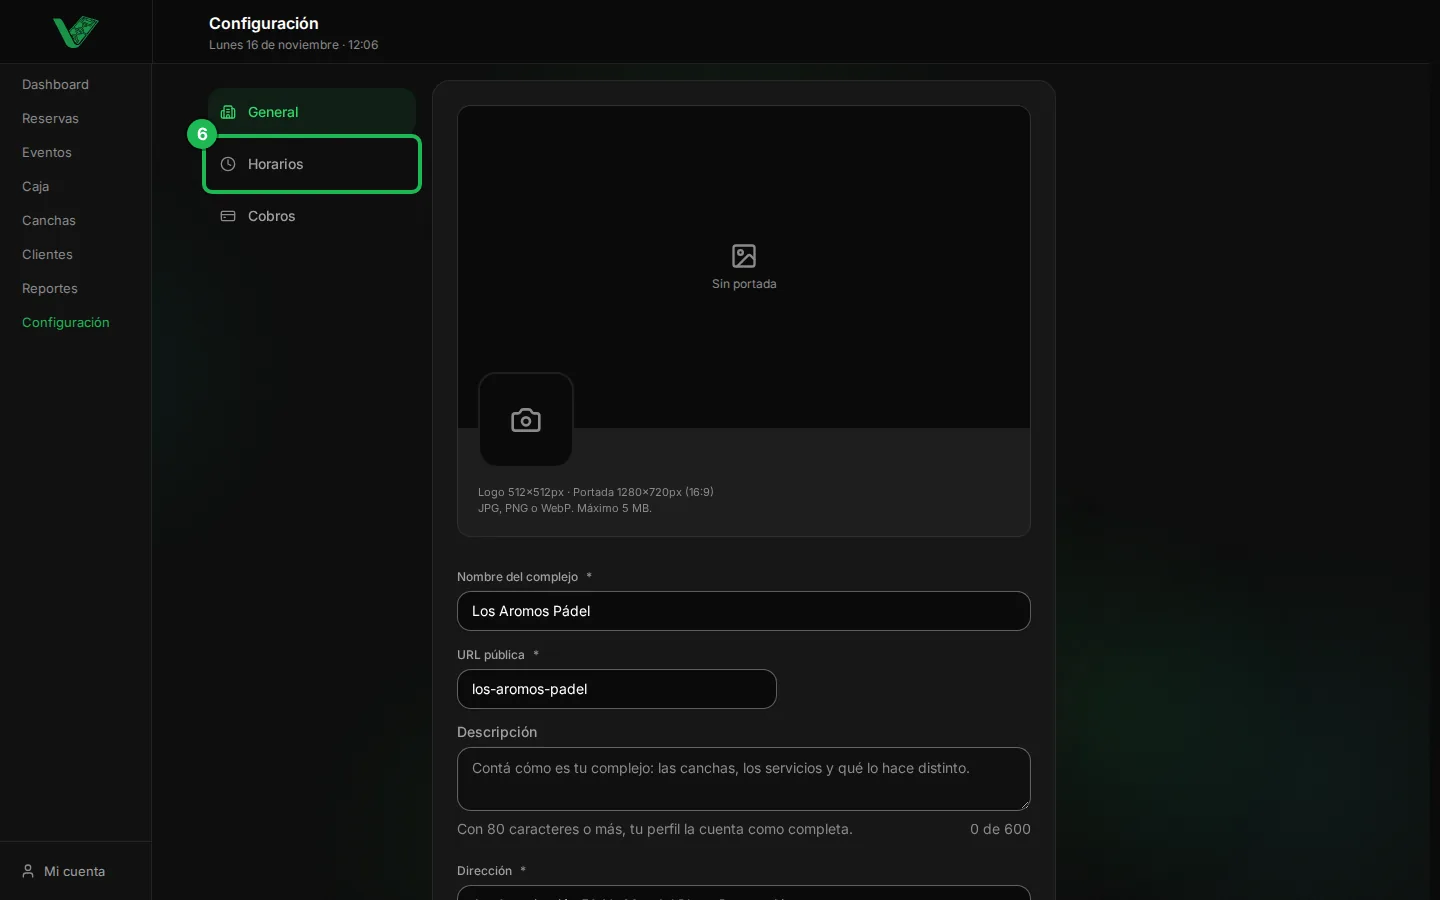 Configuración
Lunes 16 de noviembre · 12:06
Dashboard
Reservas
Eventos
Caja
Canchas
Clientes
Reportes
Configuración
Mi cuenta
General
6
Horarios
Cobros
Sin portada
Logo 512×512px · Portada 1280×720px (16:9)
JPG, PNG o WebP. Máximo 5 MB.
Nombre del complejo *
Los Aromos Pádel
URL pública *
los-aromos-padel
Descripción
Contá cómo es tu complejo: las canchas, los servicios y qué lo hace distinto.
Con 80 caracteres o más, tu perfil la cuenta como completa.
0 de 600
Dirección *